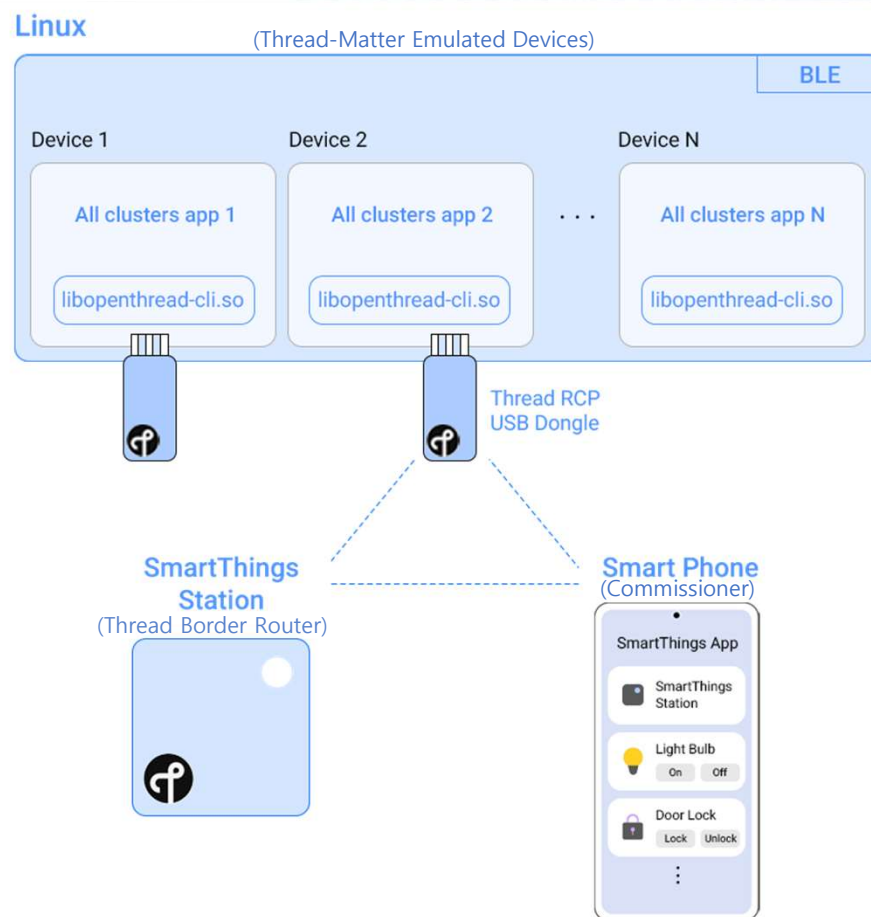 Linux
(Thread-Matter Emulated Devices)
BLE
Device 1
Device 2
Device N
All clusters app 1
All clusters app 2
. . .
All clusters app N
libopenthread-cli.so
libopenthread-cli.so
libopenthread-cli.so
Thread RCP
USB Dongle
SmartThings
Station
(Thread Border Router)
Smart Phone
(Commissioner)
SmartThings App
SmartThings
Station
Light Bulb
On
Off
Door Lock
Lock
Unlock